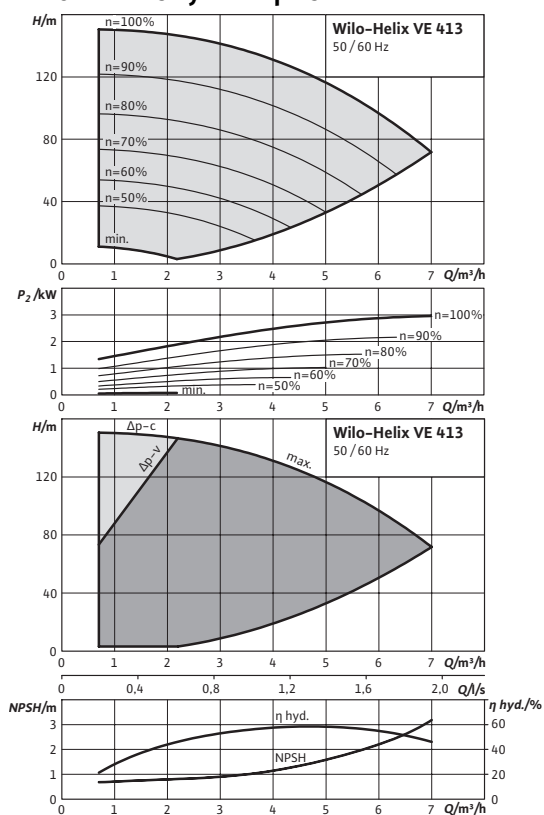 H/m
Wilo-Helix VE 413
50 / 60 Hz
n=100%
120
n=90%
n=80%
80
n=70%
n=60%
40
n=50%
min.
0
0 1 2 3 4 5 6 7 Q/m³/h
P₂ /kW
3
n=100%
n=90%
2
n=80%
n=70%
1
n=60%
n=50%
min.
0
0 1 2 3 4 5 6 7 Q/m³/h
H/m
Δp-c
Wilo-Helix VE 413
50 / 60 Hz
Δp-v
max.
120
80
40
0
0 1 2 3 4 5 6 7 Q/m³/h
0 0,4 0,8 1,2 1,6 2,0 Q/l/s
NPSH/m
η hyd./%
η hyd.
3 60
2 40
NPSH
1 20
0 0
0 1 2 3 4 5 6 7 Q/m³/h